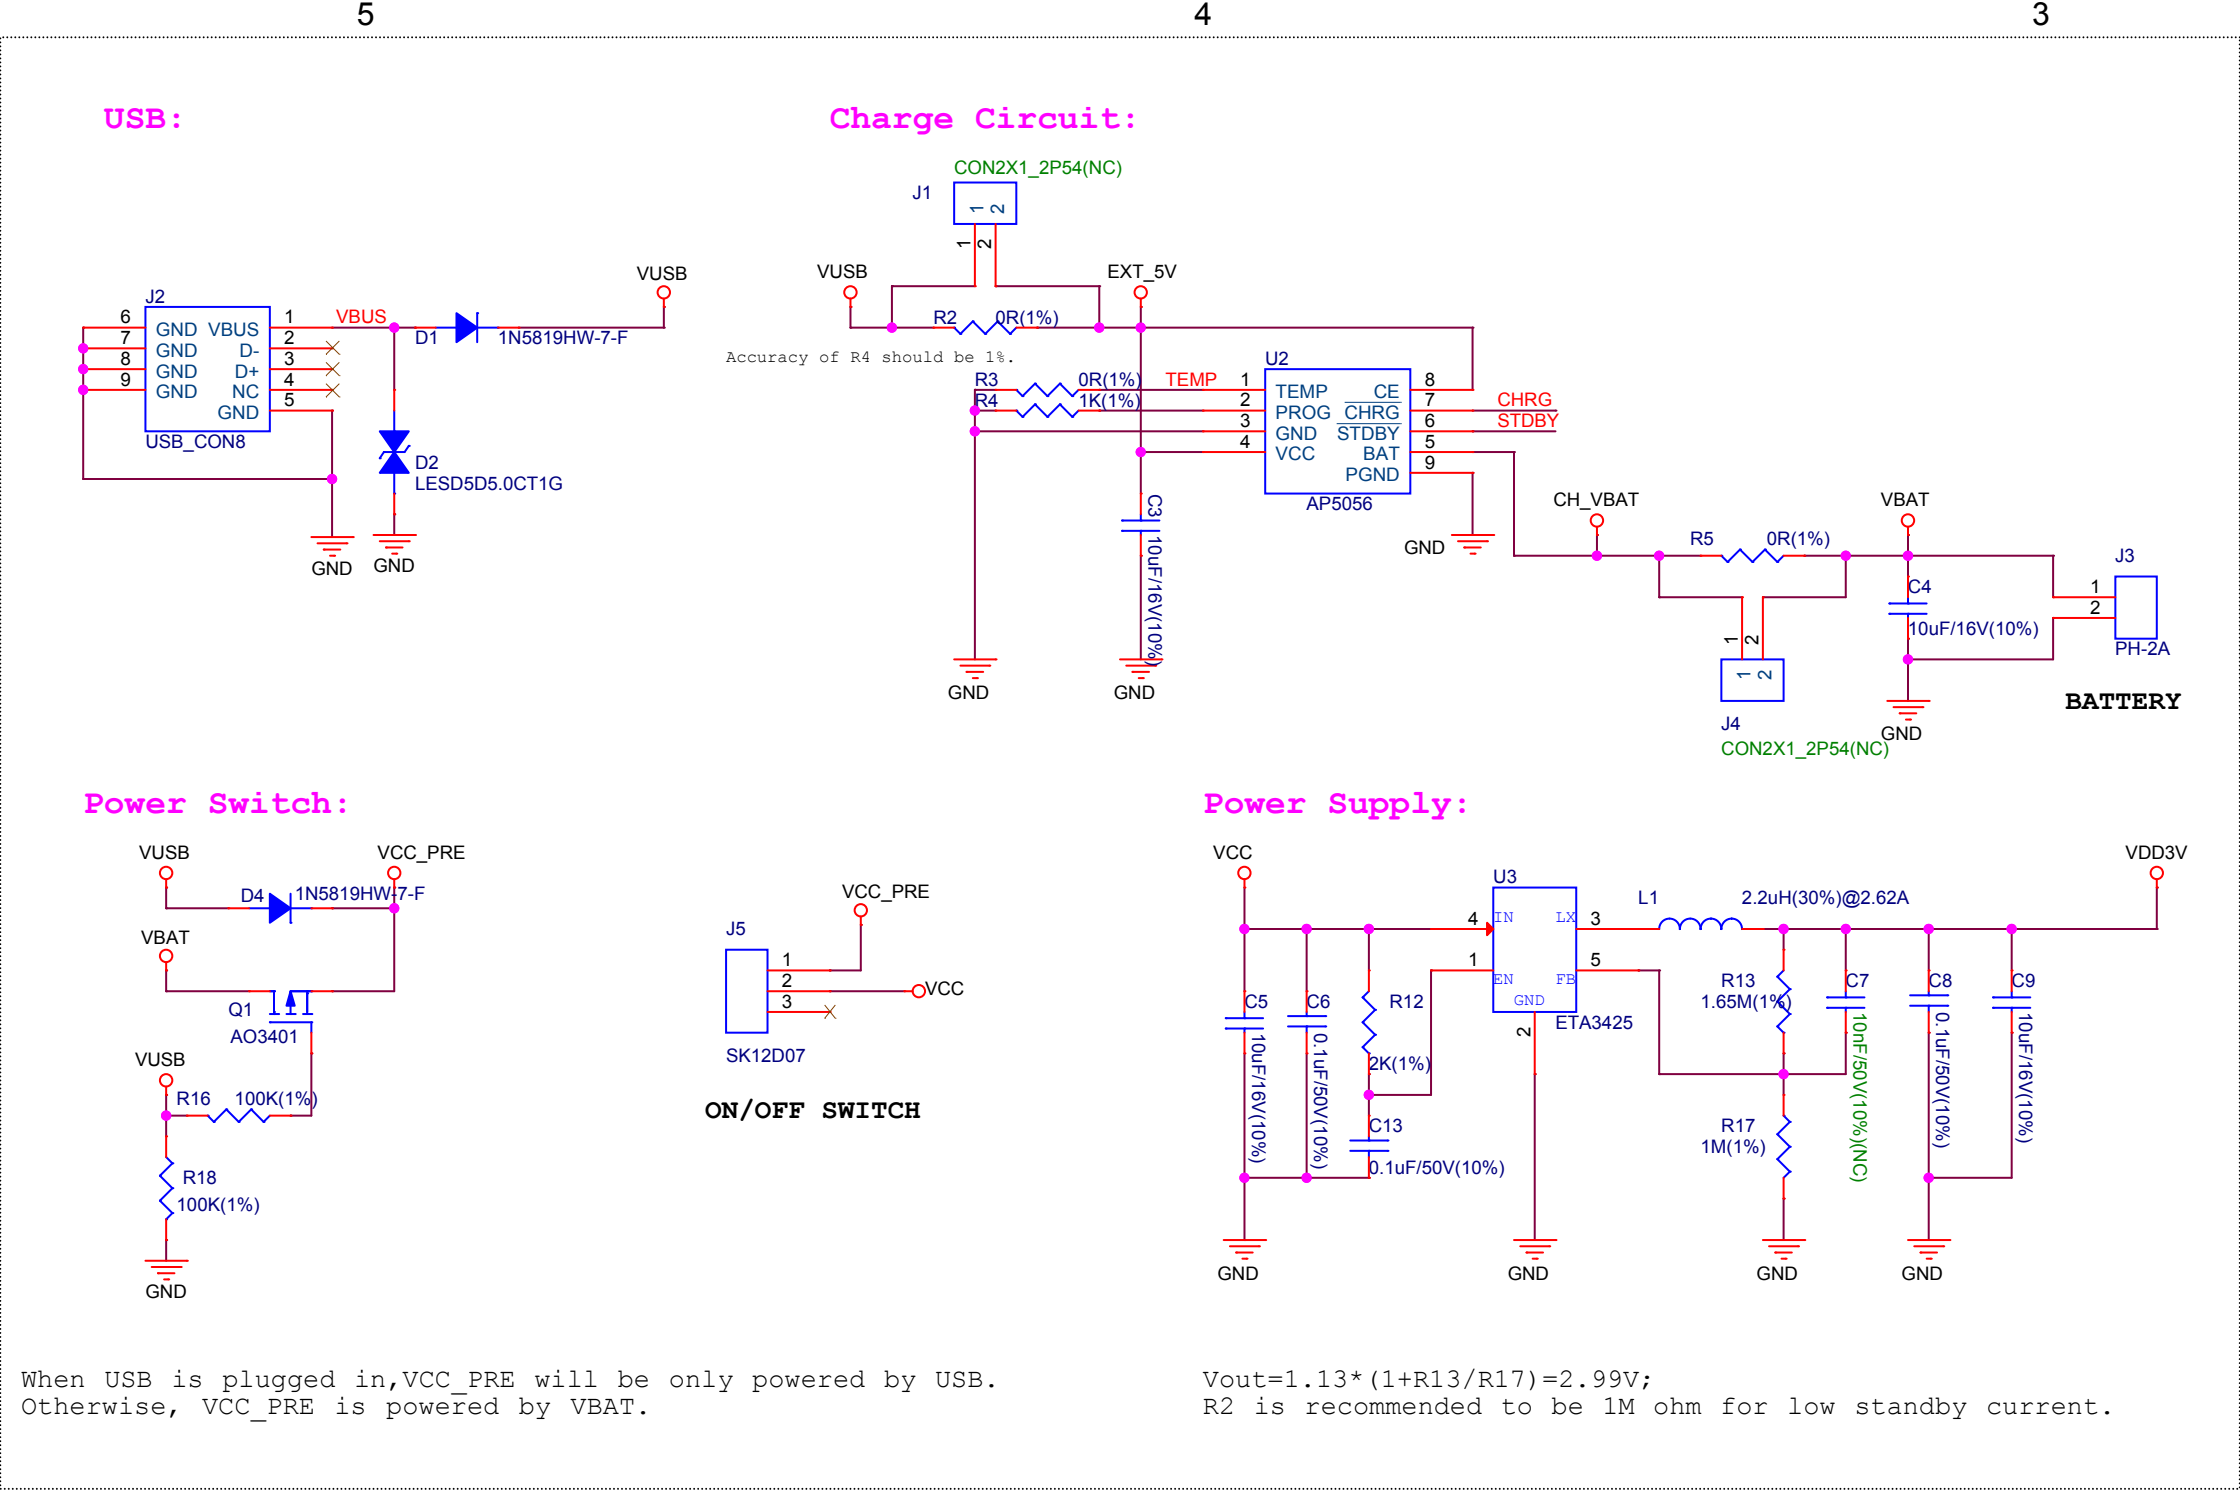 5
4
3
USB:
VUSB
J2
6
7
8
9
GND
GND
GND
GND
VBUS
D-
D+
NC
GND
1
2
3
4
5
USB_CON8
VBUS
D1
1N5819HW-7-F
D2
LESD5D5.0CT1G
GND
GND
Charge Circuit:
CON2X1_2P54(NC)
J1
1
2
1
2
VUSB
EXT_5V
R2
0R(1%)
Accuracy of R4 should be 1%.
R3
0R(1%)
TEMP
R4
1K(1%)
U2
1
2
3
4
TEMP
PROG
GND
VCC
CE
CHRG
STDBY
BAT
PGND
8
7
6
5
9
AP5056
CHRG
STDBY
C3
10uF/16V(10%)
GND
GND
GND
CH_VBAT
VBAT
R5
0R(1%)
1
2
1
2
J4
CON2X1_2P54(NC)
C4
10uF/16V(10%)
GND
J3
1
2
PH-2A
BATTERY
Power Switch:
VUSB
VCC_PRE
D4
1N5819HW-7-F
VBAT
Q1
AO3401
VUSB
R16
100K(1%)
R18
100K(1%)
GND
VCC_PRE
J5
1
2
3
VCC
SK12D07
ON/OFF SWITCH
Power Supply:
VCC
VDD3V
U3
4
1
IN
EN
LX
FB
GND
3
5
2
ETA3425
L1
2.2uH(30%)@2.62A
C5
10uF/16V(10%)
C6
0.1uF/50V(10%)
R12
2K(1%)
C13
0.1uF/50V(10%)
R13
1.65M(1%)
C7
10nF/50V(10%)(NC)
C8
0.1uF/50V(10%)
C9
10uF/16V(10%)
R17
1M(1%)
GND
GND
GND
GND
When USB is plugged in,VCC_PRE will be only powered by USB.
Otherwise, VCC_PRE is powered by VBAT.
Vout=1.13*(1+R13/R17)=2.99V;
R2 is recommended to be 1M ohm for low standby current.